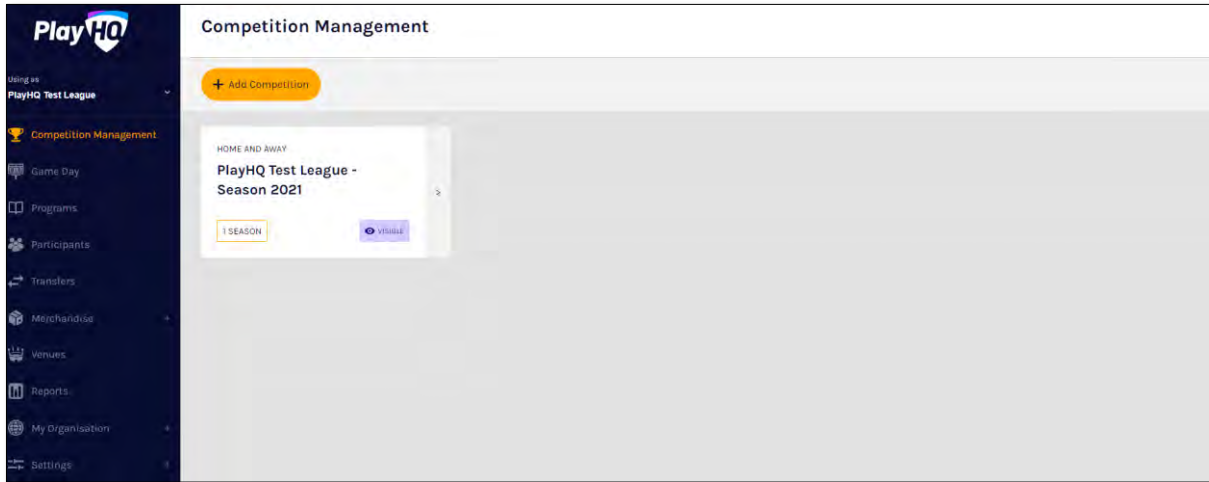 PlayHQ
Competition Management
Using as
PlayHQ Test League
+ Add Competition
Competition Management
Game Day
Programs
Participants
Transfers
Merchandise +
Venues
Reports
My Organisation +
Settings +
HOME AND AWAY
PlayHQ Test League -
Season 2021
1 SEASON
VISIBLE